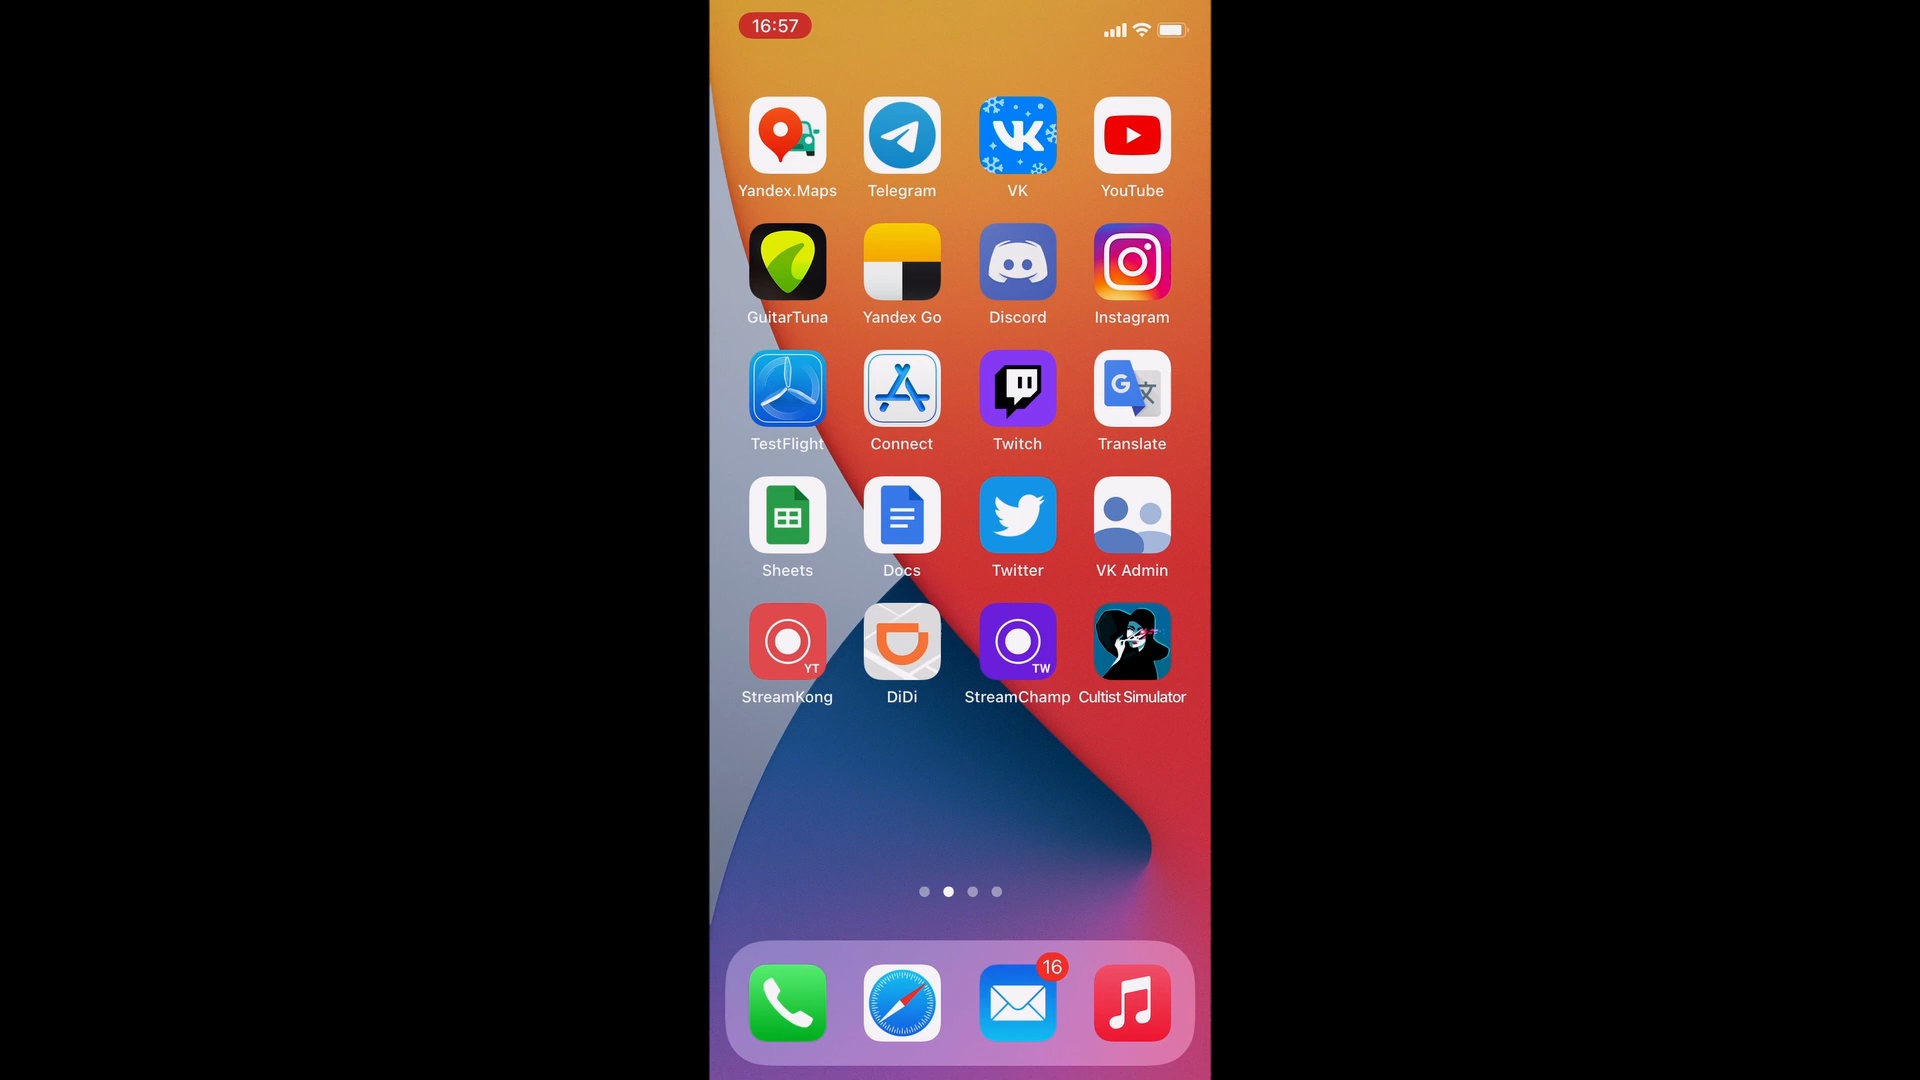 16:57
Yandex.Maps Telegram VK YouTube
GuitarTuna Yandex Go Discord Instagram
TestFlight Connect Twitch Translate
Sheets Docs Twitter VK Admin
YT TW
StreamKong DiDi StreamChamp Cultist Simulator
16